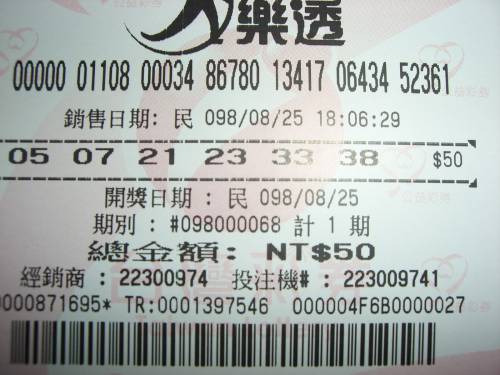 樂透
00000 01108 00034 86780 13417 06434 52361
銷售日期: 民 098/08/25 18:06:29
05 07 21 23 33 38 $50
開獎日期 : 民 098/08/25
期別 : #098000068 計 1 期
總金額: NT$50
經銷商 : 22300974 投注機# : 223009741
0000871695* TR:0001397546 000004F6B0000027